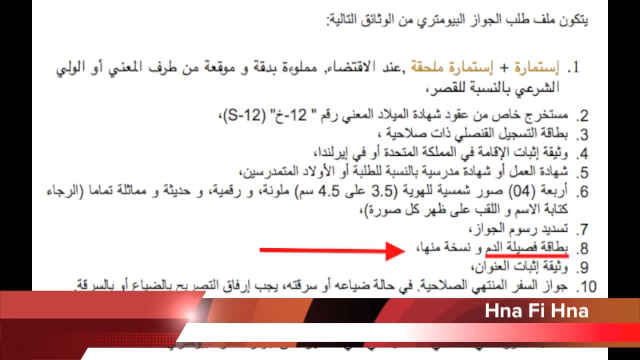 يتكون ملف طلب الجواز البيومتري من الوثائق التالية:
1. إستمارة + إستمارة ملحقة ,عند الاقتضاء, مملوءة بدقة و موقعة من طرف المعني أو الولي
الشرعي بالنسبة للقصر،
2. مستخرج خاص من عقود شهادة الميلاد المعني رقم " 12-خ" (S-12)،
3. بطاقة التسجيل القنصلي ذات صلاحية ،
4. وثيقة إثبات الإقامة في المملكة المتحدة أو في إيرلندا،
5. شهادة العمل أو شهادة مدرسية بالنسبة للطلبة أو الأولاد المتمدرسين،
6. أربعة (04) صور شمسية للهوية (3.5 على 4.5 سم) ملونة، و رقمية، و حديثة و مماثلة تماما (الرجاء
كتابة الاسم و اللقب على ظهر كل صورة)،
7. تسديد رسوم الجواز،
8. بطاقة فصيلة الدم و نسخة منها،
9. وثيقة إثبات العنوان،
10. جواز السفر المنتهي الصلاحية. في حالة ضياعه أو سرقته، يجب إرفاق التصريح بالضياع أو بالسرقة.
Hna Fi Hna